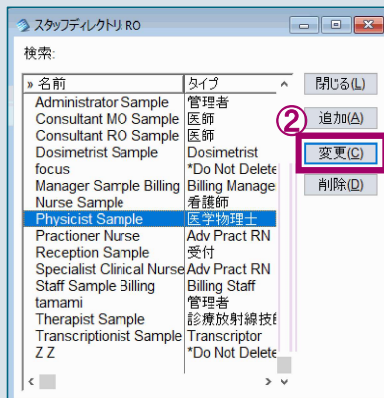 スタッフディレクトリ RO
検索:
» 名前 タイプ 閉じる(L)
Administrator Sample 管理者
Consultant MO Sample 医師 ② 追加(A)
Consultant RO Sample 医師
Dosimetrist Sample Dosimetrist 変更(C)
focus *Do Not Delete
Manager Sample Billing Billing Manage 削除(D)
Nurse Sample 看護師
Physicist Sample 医学物理士
Practioner Nurse Adv Pract RN
Reception Sample 受付
Specialist Clinical Nurse Adv Pract RN
Staff Sample Billing Billing Staff
tamami 管理者
Therapist Sample 診療放射線技
Transcriptionist Sample Transcriptor
Z Z *Do Not Delete